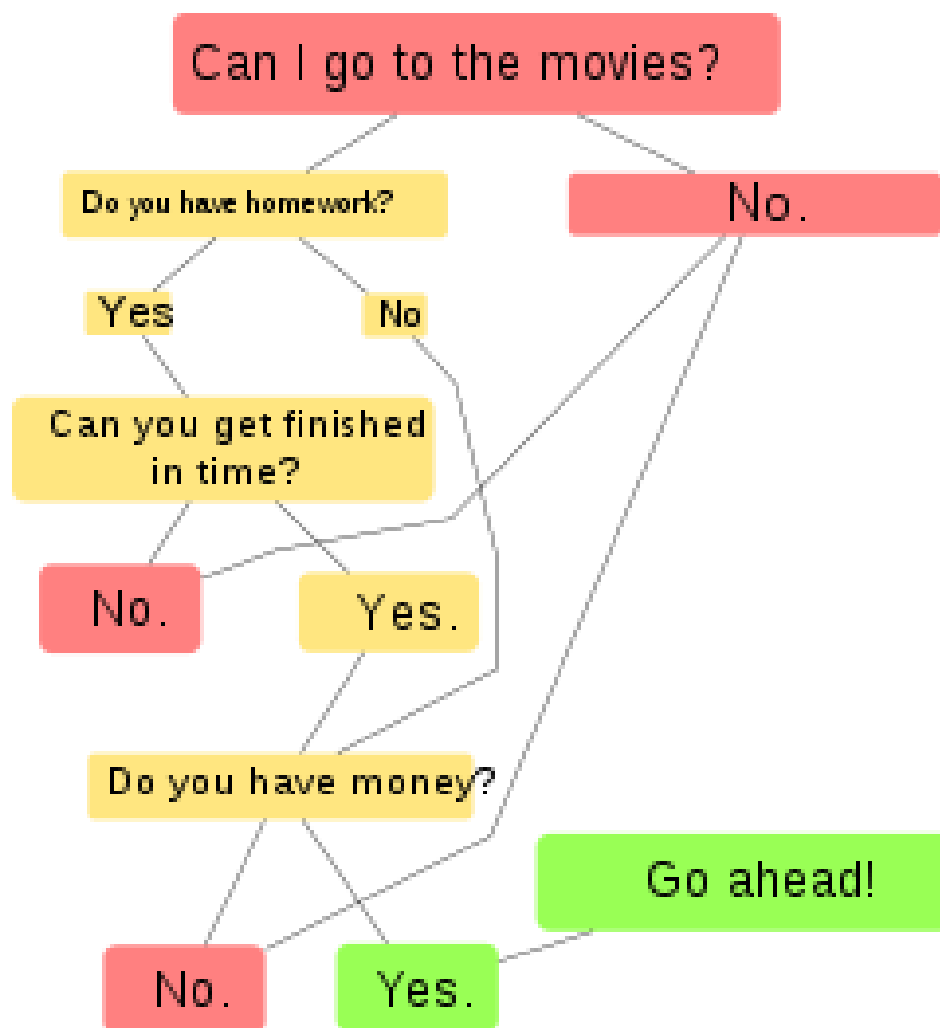 Can I go to the movies?
Do you have homework?
No.
Yes
No
Can you get finished
in time?
No.
Yes.
Do you have money?
Go ahead!
No.
Yes.